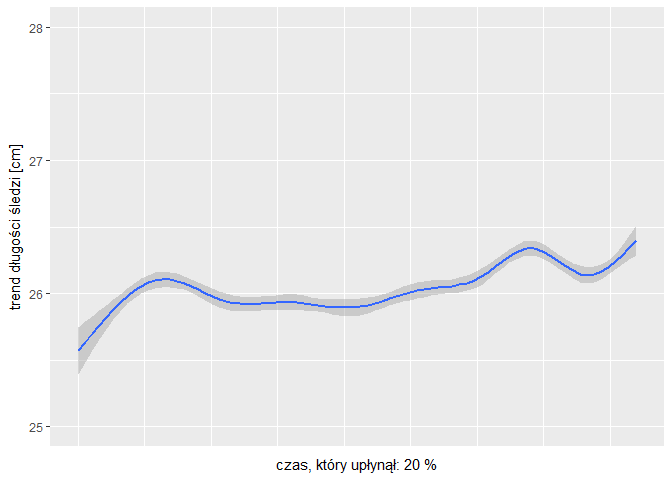 28
27
26
25
trend długości śledzi [cm]
czas, który upłynął: 20 %